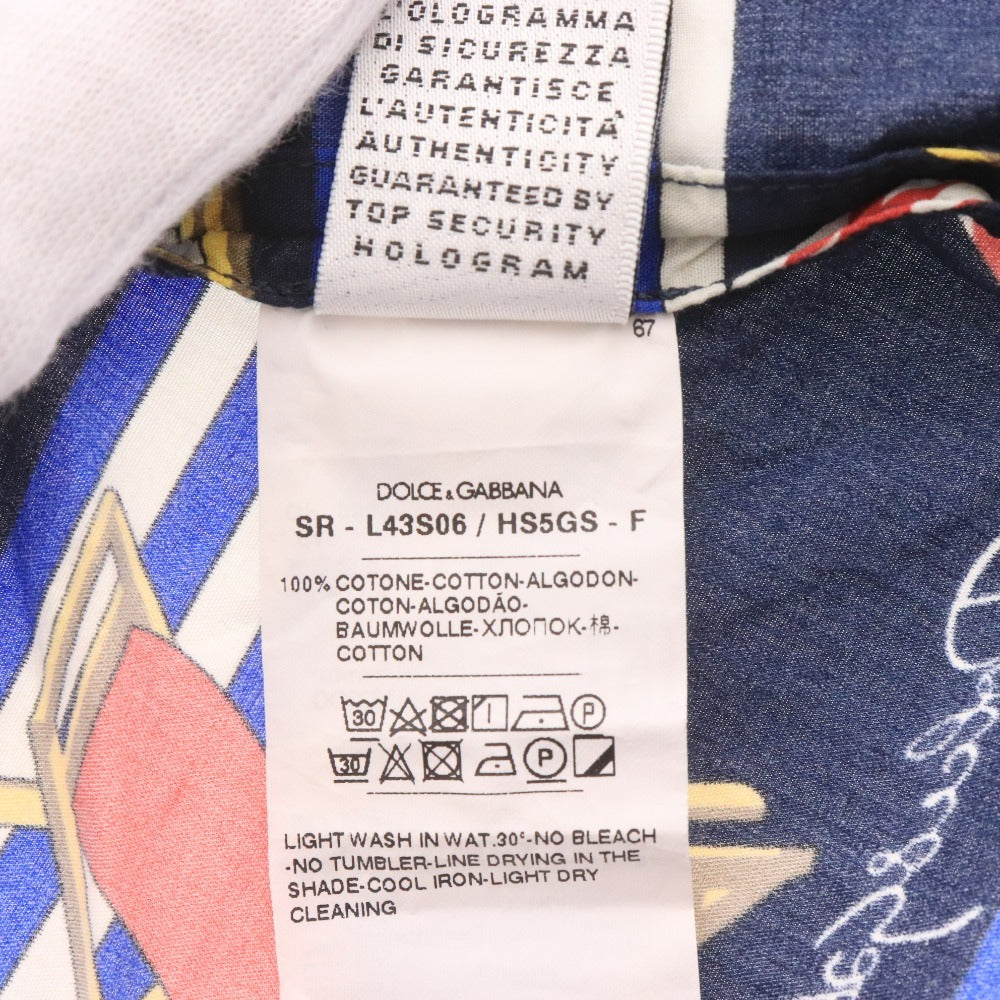 L'OLOGRAMMA
DI SICUREZZA
GARANTISCE
L'AUTENTICITÀ
AUTHENTICITY
GUARANTEED BY
TOP SECURITY
HOLOGRAM
67
DOLCE & GABBANA
SR - L43S06 / HS5GS - F
100% COTONE-COTTON-ALGODON-
COTON-ALGODÃO-
BAUMWOLLE-ХЛОПОК-棉-
COTTON
30 P
30 P
LIGHT WASH IN WAT.30°-NO BLEACH
-NO TUMBLER-LINE DRYING IN THE
SHADE-COOL IRON-LIGHT DRY
CLEANING